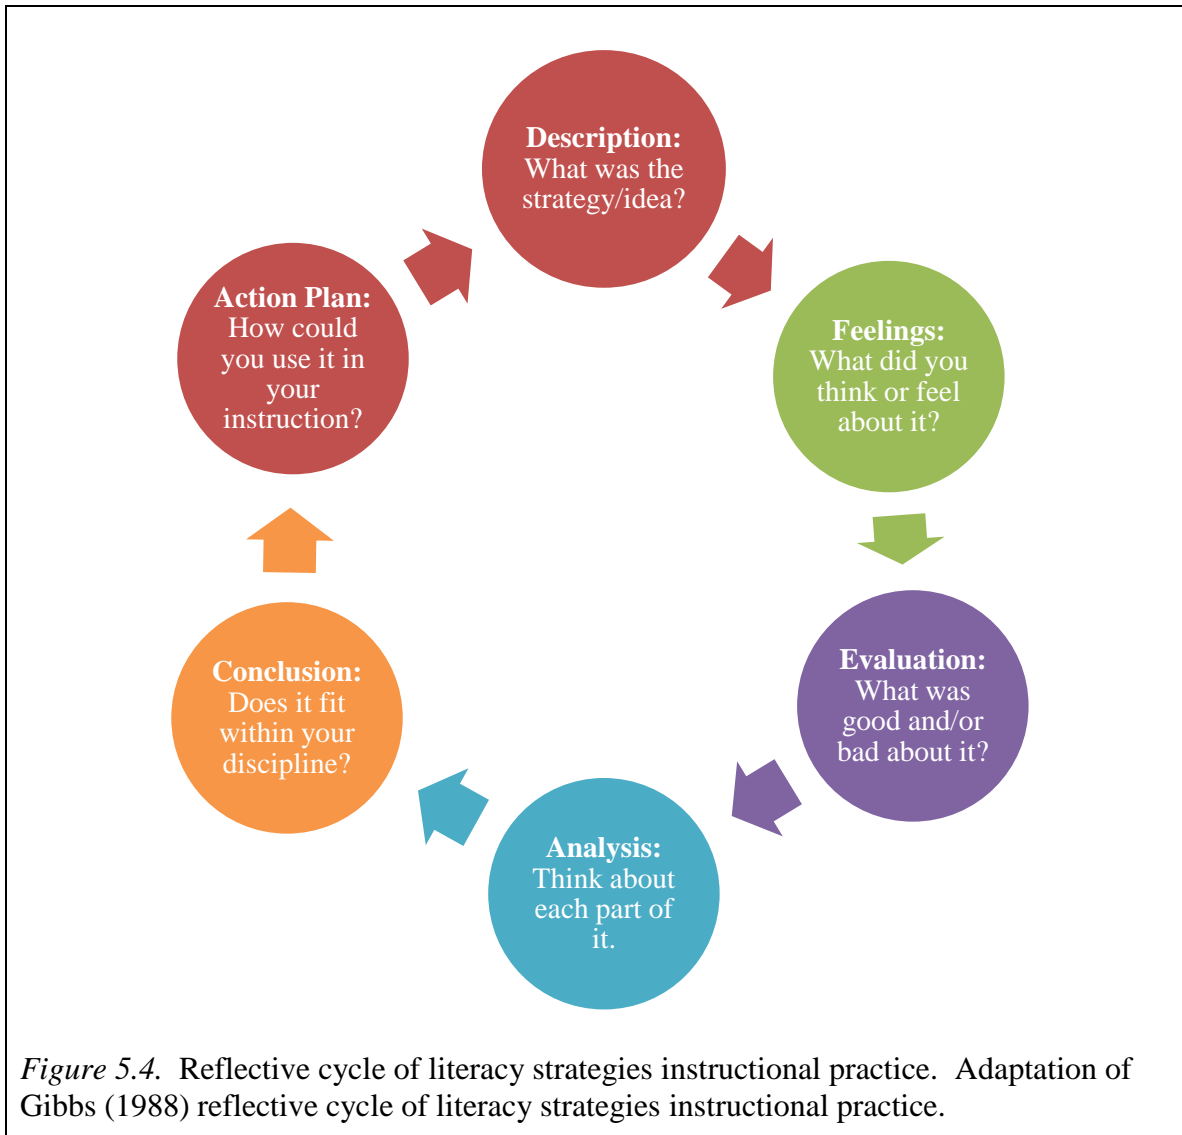 Description:
What was the
strategy/idea?
Feelings:
What did you
think or feel
about it?
Evaluation:
What was
good and/or
bad about it?
Analysis:
Think about
each part of
it.
Conclusion:
Does it fit
within your
discipline?
Action Plan:
How could
you use it in
your
instruction?
Figure 5.4.  Reflective cycle of literacy strategies instructional practice.  Adaptation of
Gibbs (1988) reflective cycle of literacy strategies instructional practice.